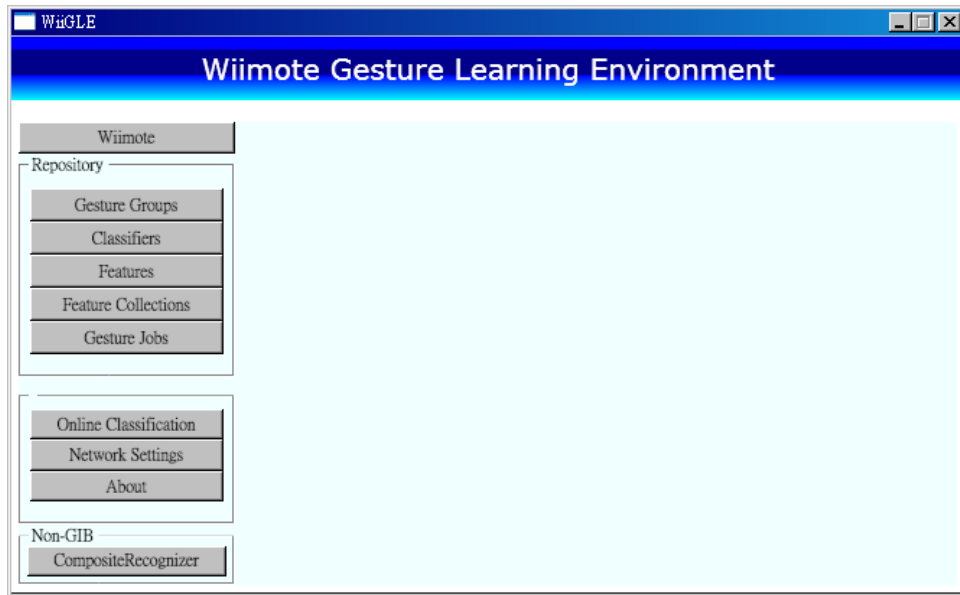 WiiGLE
Wiimote Gesture Learning Environment
Wiimote
Repository
Gesture Groups
Classifiers
Features
Feature Collections
Gesture Jobs
Online Classification
Network Settings
About
Non-GIB
CompositeRecognizer